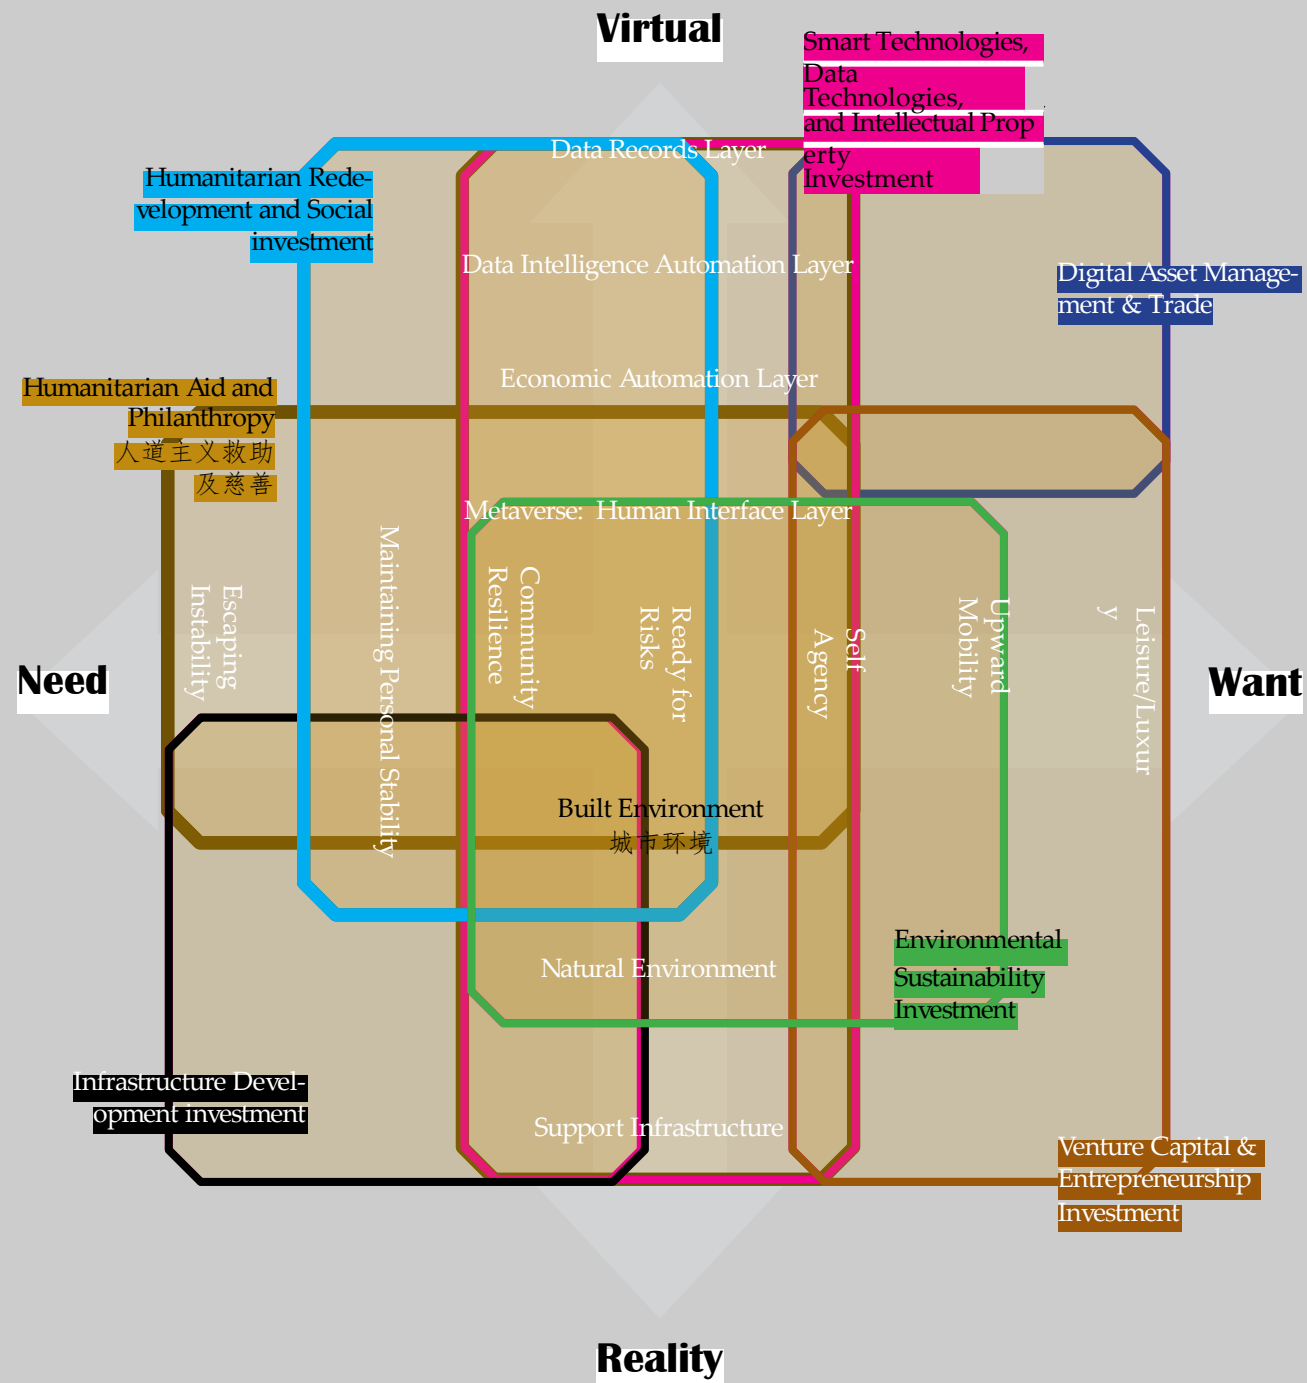 Virtual
Smart Technologies,
Data
Technologies,
and Intellectual Prop
erty
Investment
Data Records Layer
Humanitarian Rede-
velopment and Social
investment
Data Intelligence Automation Layer
Digital Asset Manage-
ment & Trade
Economic Automation Layer
Humanitarian Aid and
Philanthropy
人道主义救助
及慈善
Metaverse:  Human Interface Layer
Escaping
Instability
Maintaining Personal Stability
Community
Resilience
Ready for
Risks
Self
Agency
Upward
Mobility
Leisure/Luxur
y
Need
Want
Built Environment
城市环境
Natural Environment
Environmental
Sustainability
Investment
Infrastructure Devel-
opment investment
Support Infrastructure
Venture Capital &
Entrepreneurship
Investment
Reality